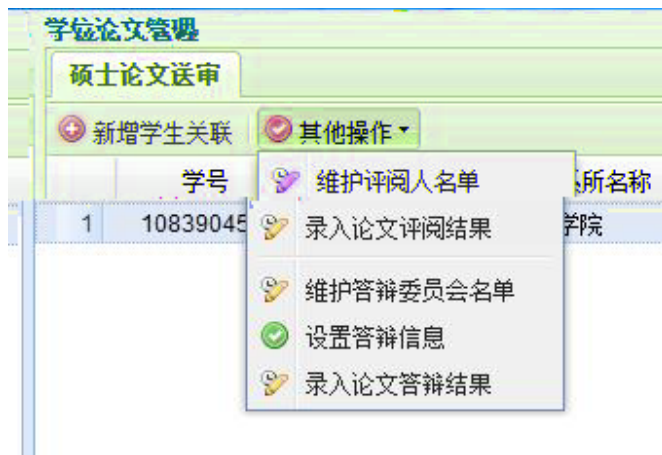 学位论文管理
硕士论文送审
新增学生关联 其他操作
学号 所名称
1 10839045 学院
维护评阅人名单
录入论文评阅结果
维护答辩委员会名单
设置答辩信息
录入论文答辩结果